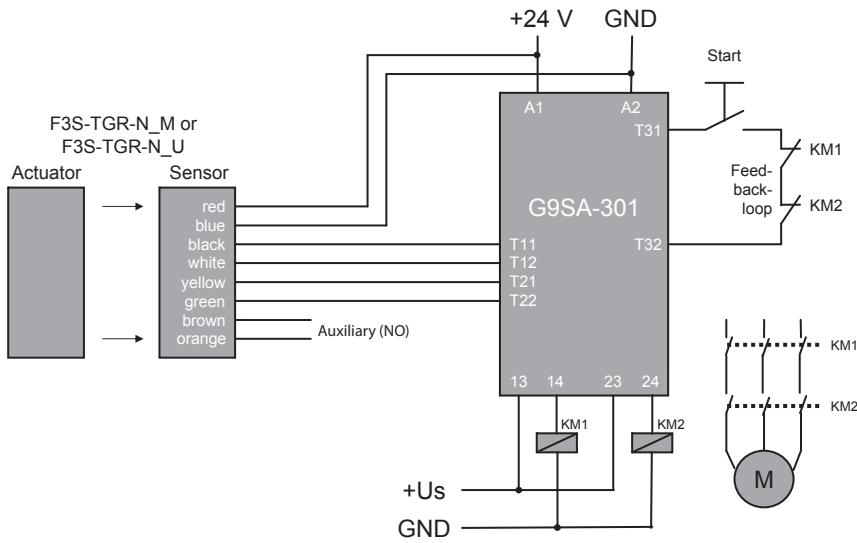 +24 V GND
Start
A1 A2
T31
F3S-TGR-N_M or
F3S-TGR-N_U
Actuator Sensor
KM1
Feed-
back-
loop
KM2
G9SA-301
red
blue
black
white
yellow
green
brown
orange
T11
T12
T21
T22
T32
Auxiliary (NO)
13 14 23 24
KM1 KM2
+Us
GND
KM1
KM2
M